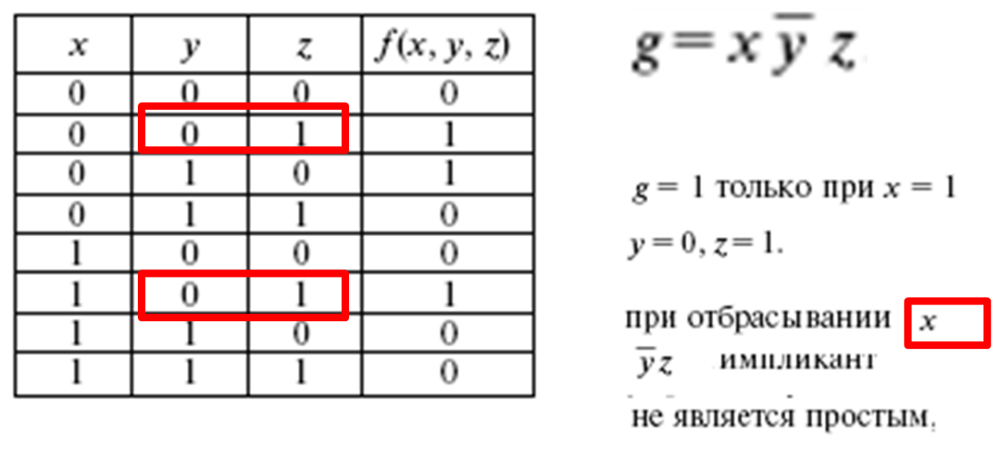 x y z f(x, y, z)
0 0 0 0
0 0 1 1
0 1 0 1
0 1 1 0
1 0 0 0
1 0 1 1
1 1 0 0
1 1 1 0
g = x y̅ z
g = 1 только при x = 1
y = 0, z = 1.
при отбрасывании x
y̅ z импликант
не является простым,